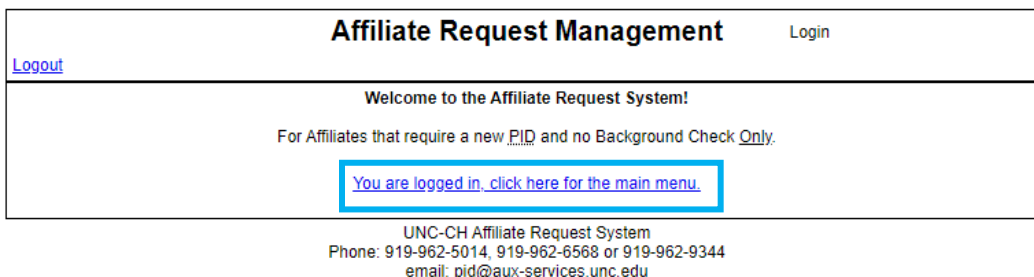 Affiliate Request Management Login
Logout
Welcome to the Affiliate Request System!
For Affiliates that require a new PID and no Background Check Only.
You are logged in, click here for the main menu.
UNC-CH Affiliate Request System
Phone: 919-962-5014, 919-962-6568 or 919-962-9344
email: pid@aux-services.unc.edu